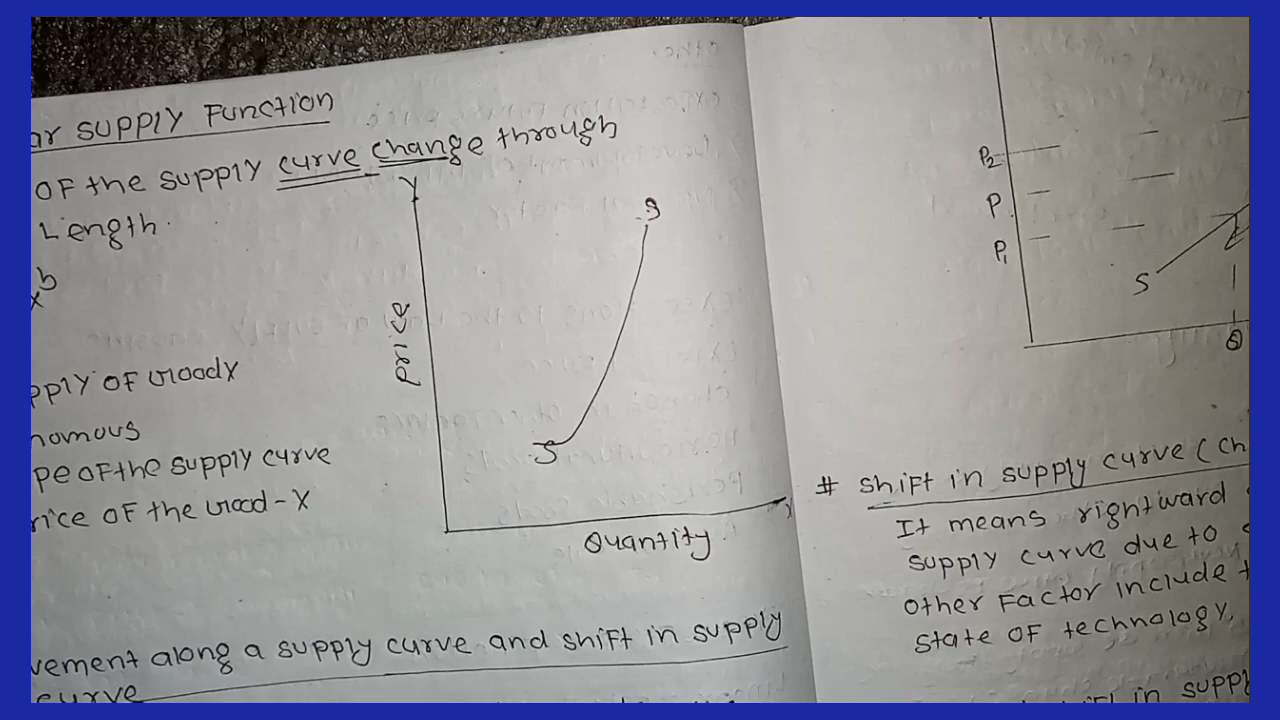 ar SUPPlY Function
OF the supply curve change through
Length.
x^b
Y
S
price
S
x
Quantity
pply of Good Y
nomous
pe of the supply curve
rice of the Good-X
vement along a supply curve and shift in supply
curve
P2
P
P1
S
Q
# Shift in supply curve (Ch
It means rightward
supply curve due to
other Factor include t
state of technology,
in supply